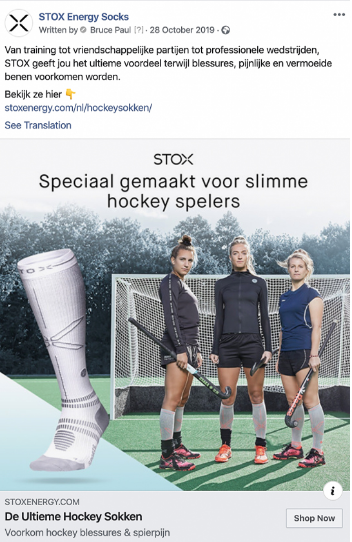 STOX Energy Socks
Written by Bruce Paul [?] · 28 October 2019 ·
Van training tot vriendschappelijke partijen tot professionele wedstrijden,
STOX geeft jou het ultieme voordeel terwijl blessures, pijnlijke en vermoeide
benen voorkomen worden.
Bekijk ze hier 👇
stoxenergy.com/nl/hockeysokken/
See Translation
STOX
Speciaal gemaakt voor slimme
hockey spelers
STOX
STOXENERGY.COM
De Ultieme Hockey Sokken
Voorkom hockey blessures & spierpijn
Shop Now